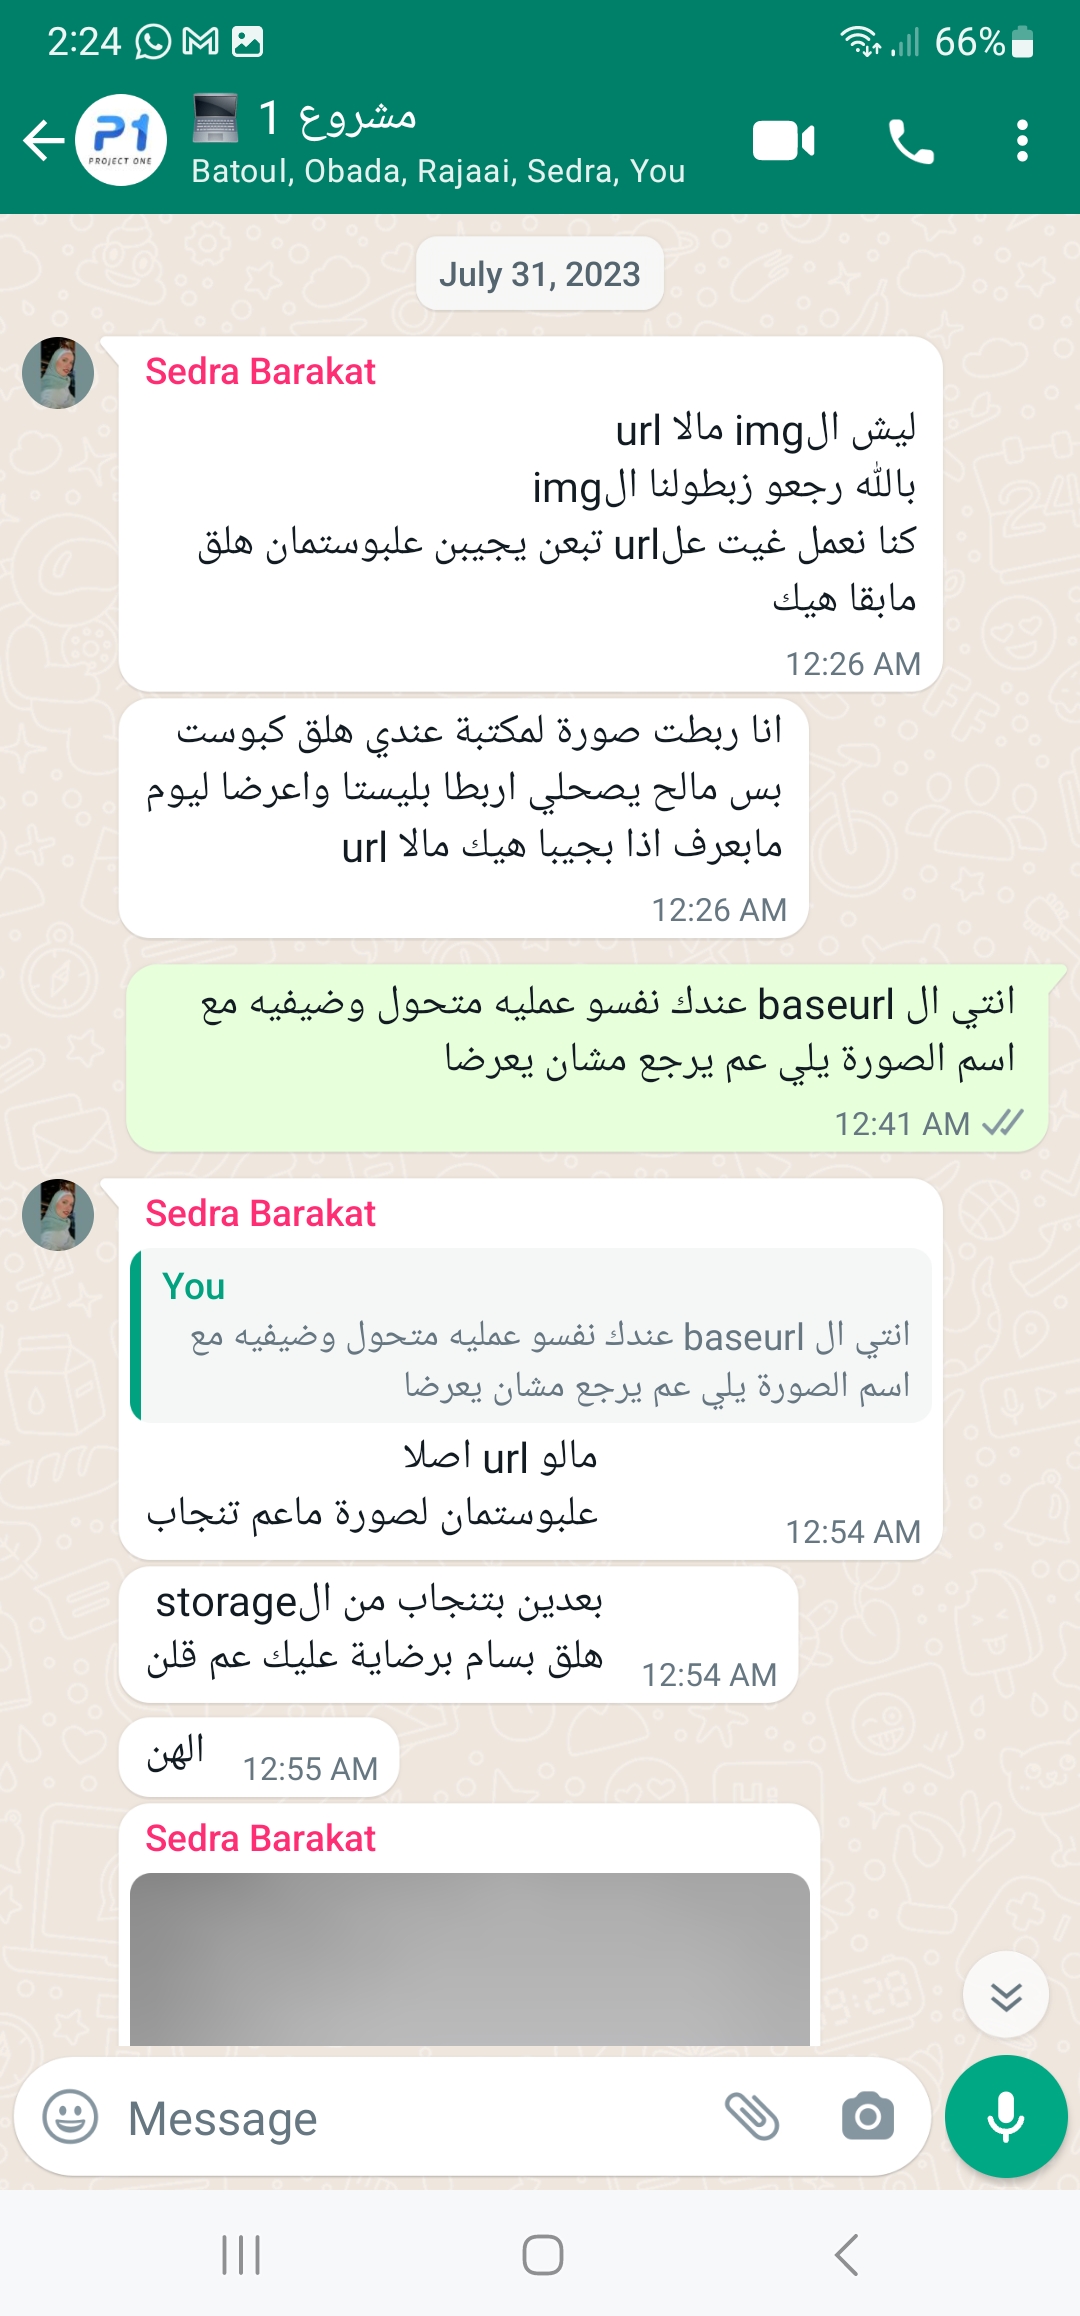 2:24
66%
P1
PROJECT ONE
مشروع 1 💻
Batoul, Obada, Rajaai, Sedra, You
July 31, 2023
Sedra Barakat
ليش الimg مالا url
بالله رجعو زبطولنا الimg
كنا نعمل غيت علurl تبعن يجيبن علبوستمان هلق
مابقا هيك
12:26 AM
انا ربطت صورة لمكتبة عندي هلق كبوست
بس مالح يصحلي اربطا بليستا واعرضا ليوم
مابعرف اذا بجيبا هيك مالا url
12:26 AM
انتي ال baseurl عندك نفسو عمليه متحول وضيفيه مع
اسم الصورة يلي عم يرجع مشان يعرضا
12:41 AM
Sedra Barakat
You
انتي ال baseurl عندك نفسو عمليه متحول وضيفيه مع
اسم الصورة يلي عم يرجع مشان يعرضا
مالو url اصلا
علبوستمان لصورة ماعم تنجاب
12:54 AM
بعدين بتنجاب من الstorage
هلق بسام برضاية عليك عم قلن
12:54 AM
الهن
12:55 AM
Sedra Barakat
Message